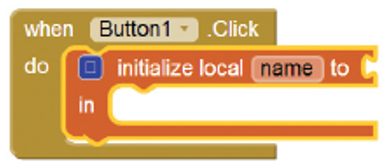 when Button1 .Click
do initialize local name to
in